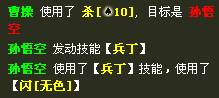 曹操 使用了 杀[♠10], 目标是 孙悟
空
孙悟空 发动技能【兵丁】
孙悟空 使用了【兵丁】技能,使用了
【闪[无色]】